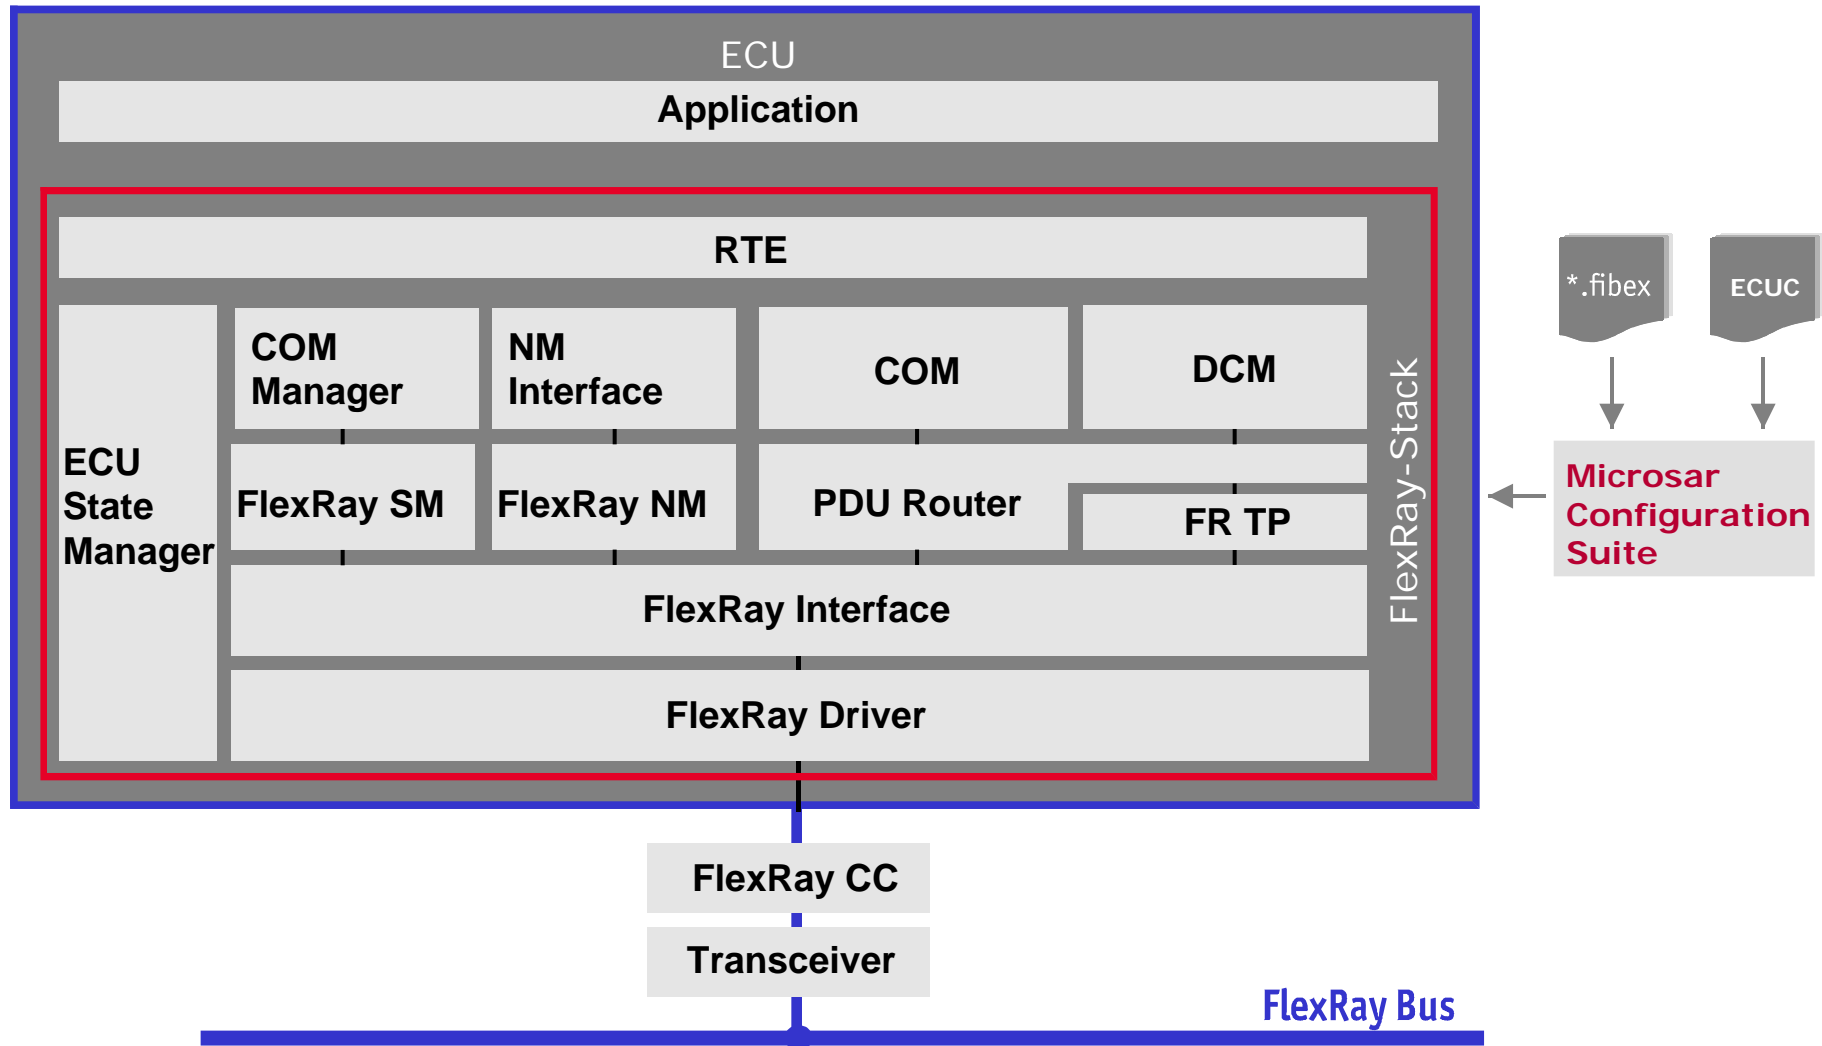 ECU
Application
RTE
COM
Manager
NM
Interface
COM
DCM
ECU
State
Manager
FlexRay SM
FlexRay NM
PDU Router
FR TP
FlexRay Interface
FlexRay Driver
FlexRay-Stack
*.fibex
ECUC
Microsar
Configuration
Suite
FlexRay CC
Transceiver
FlexRay Bus